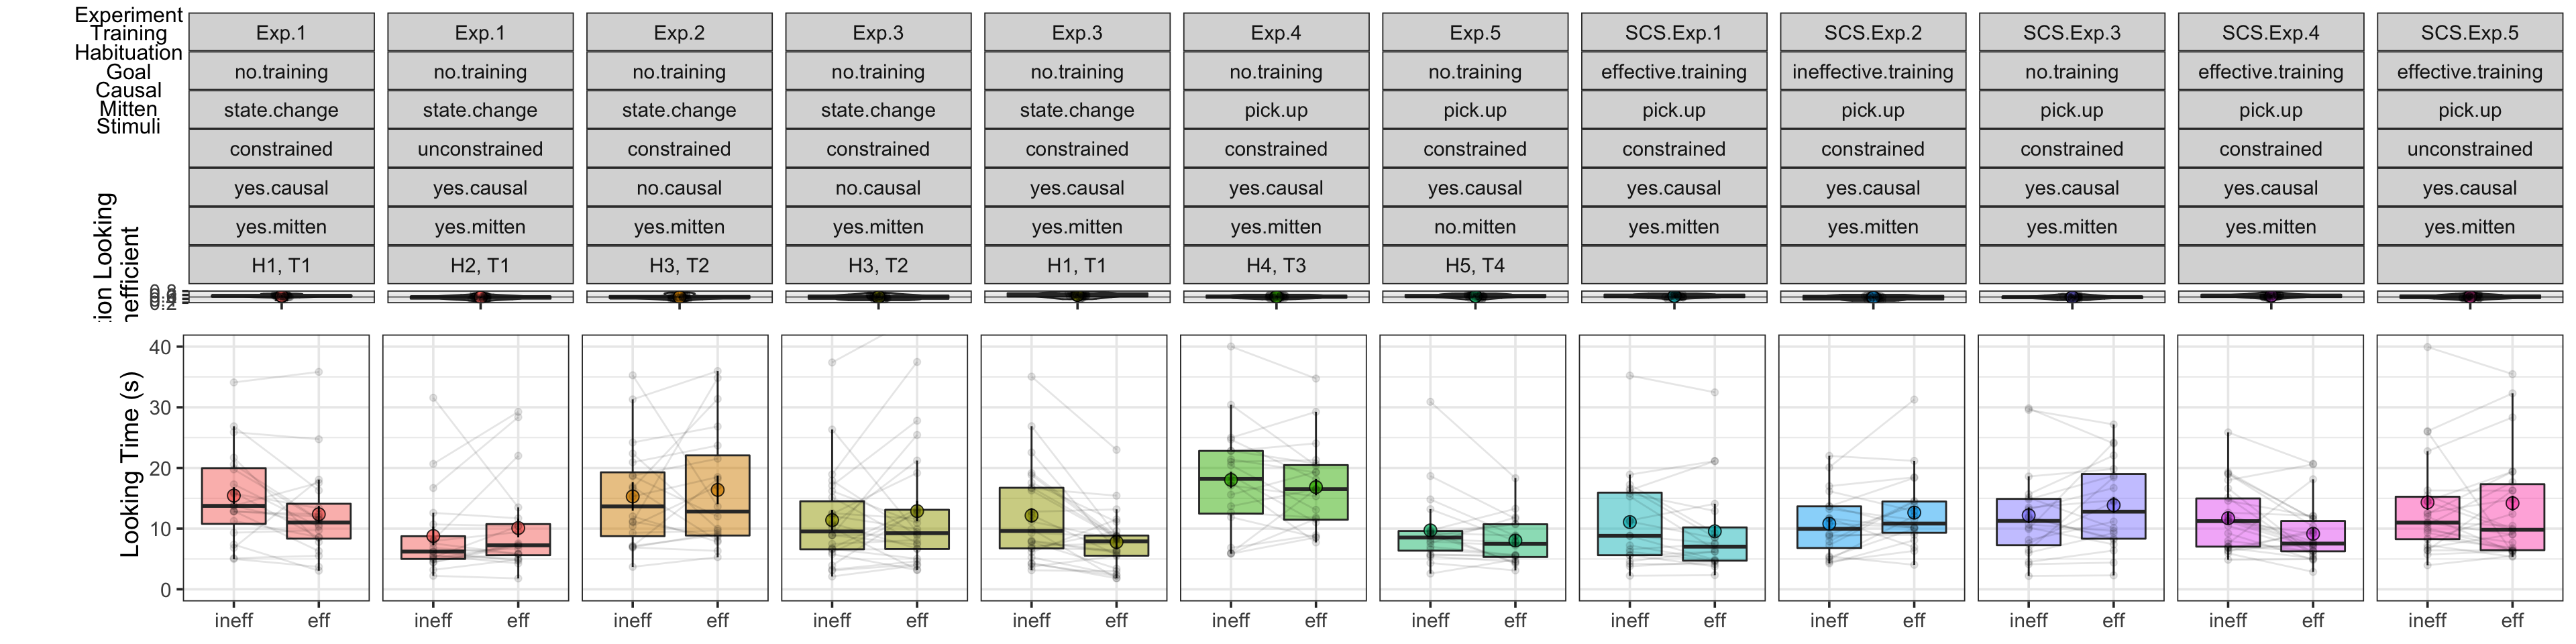 Experiment
Exp.1 Exp.1 Exp.2 Exp.3 Exp.3 Exp.4 Exp.5 SCS.Exp.1 SCS.Exp.2 SCS.Exp.3 SCS.Exp.4 SCS.Exp.5
Training
Habituation
Goal
no.training no.training no.training no.training no.training no.training no.training effective.training ineffective.training no.training effective.training effective.training
Causal
Mitten
state.change state.change state.change state.change state.change pick.up pick.up pick.up pick.up pick.up pick.up pick.up
Stimuli
constrained unconstrained constrained constrained constrained constrained constrained constrained constrained constrained constrained unconstrained
yes.causal yes.causal no.causal no.causal yes.causal yes.causal yes.causal yes.causal yes.causal yes.causal yes.causal yes.causal
yes.mitten yes.mitten yes.mitten yes.mitten yes.mitten yes.mitten no.mitten yes.mitten yes.mitten yes.mitten yes.mitten yes.mitten
H1, T1 H2, T1 H3, T2 H3, T2 H1, T1 H4, T3 H5, T4
tion Looking
nefficient
Looking Time (s)
40
30
20
10
0
ineff eff ineff eff ineff eff ineff eff ineff eff ineff eff ineff eff ineff eff ineff eff ineff eff ineff eff ineff eff